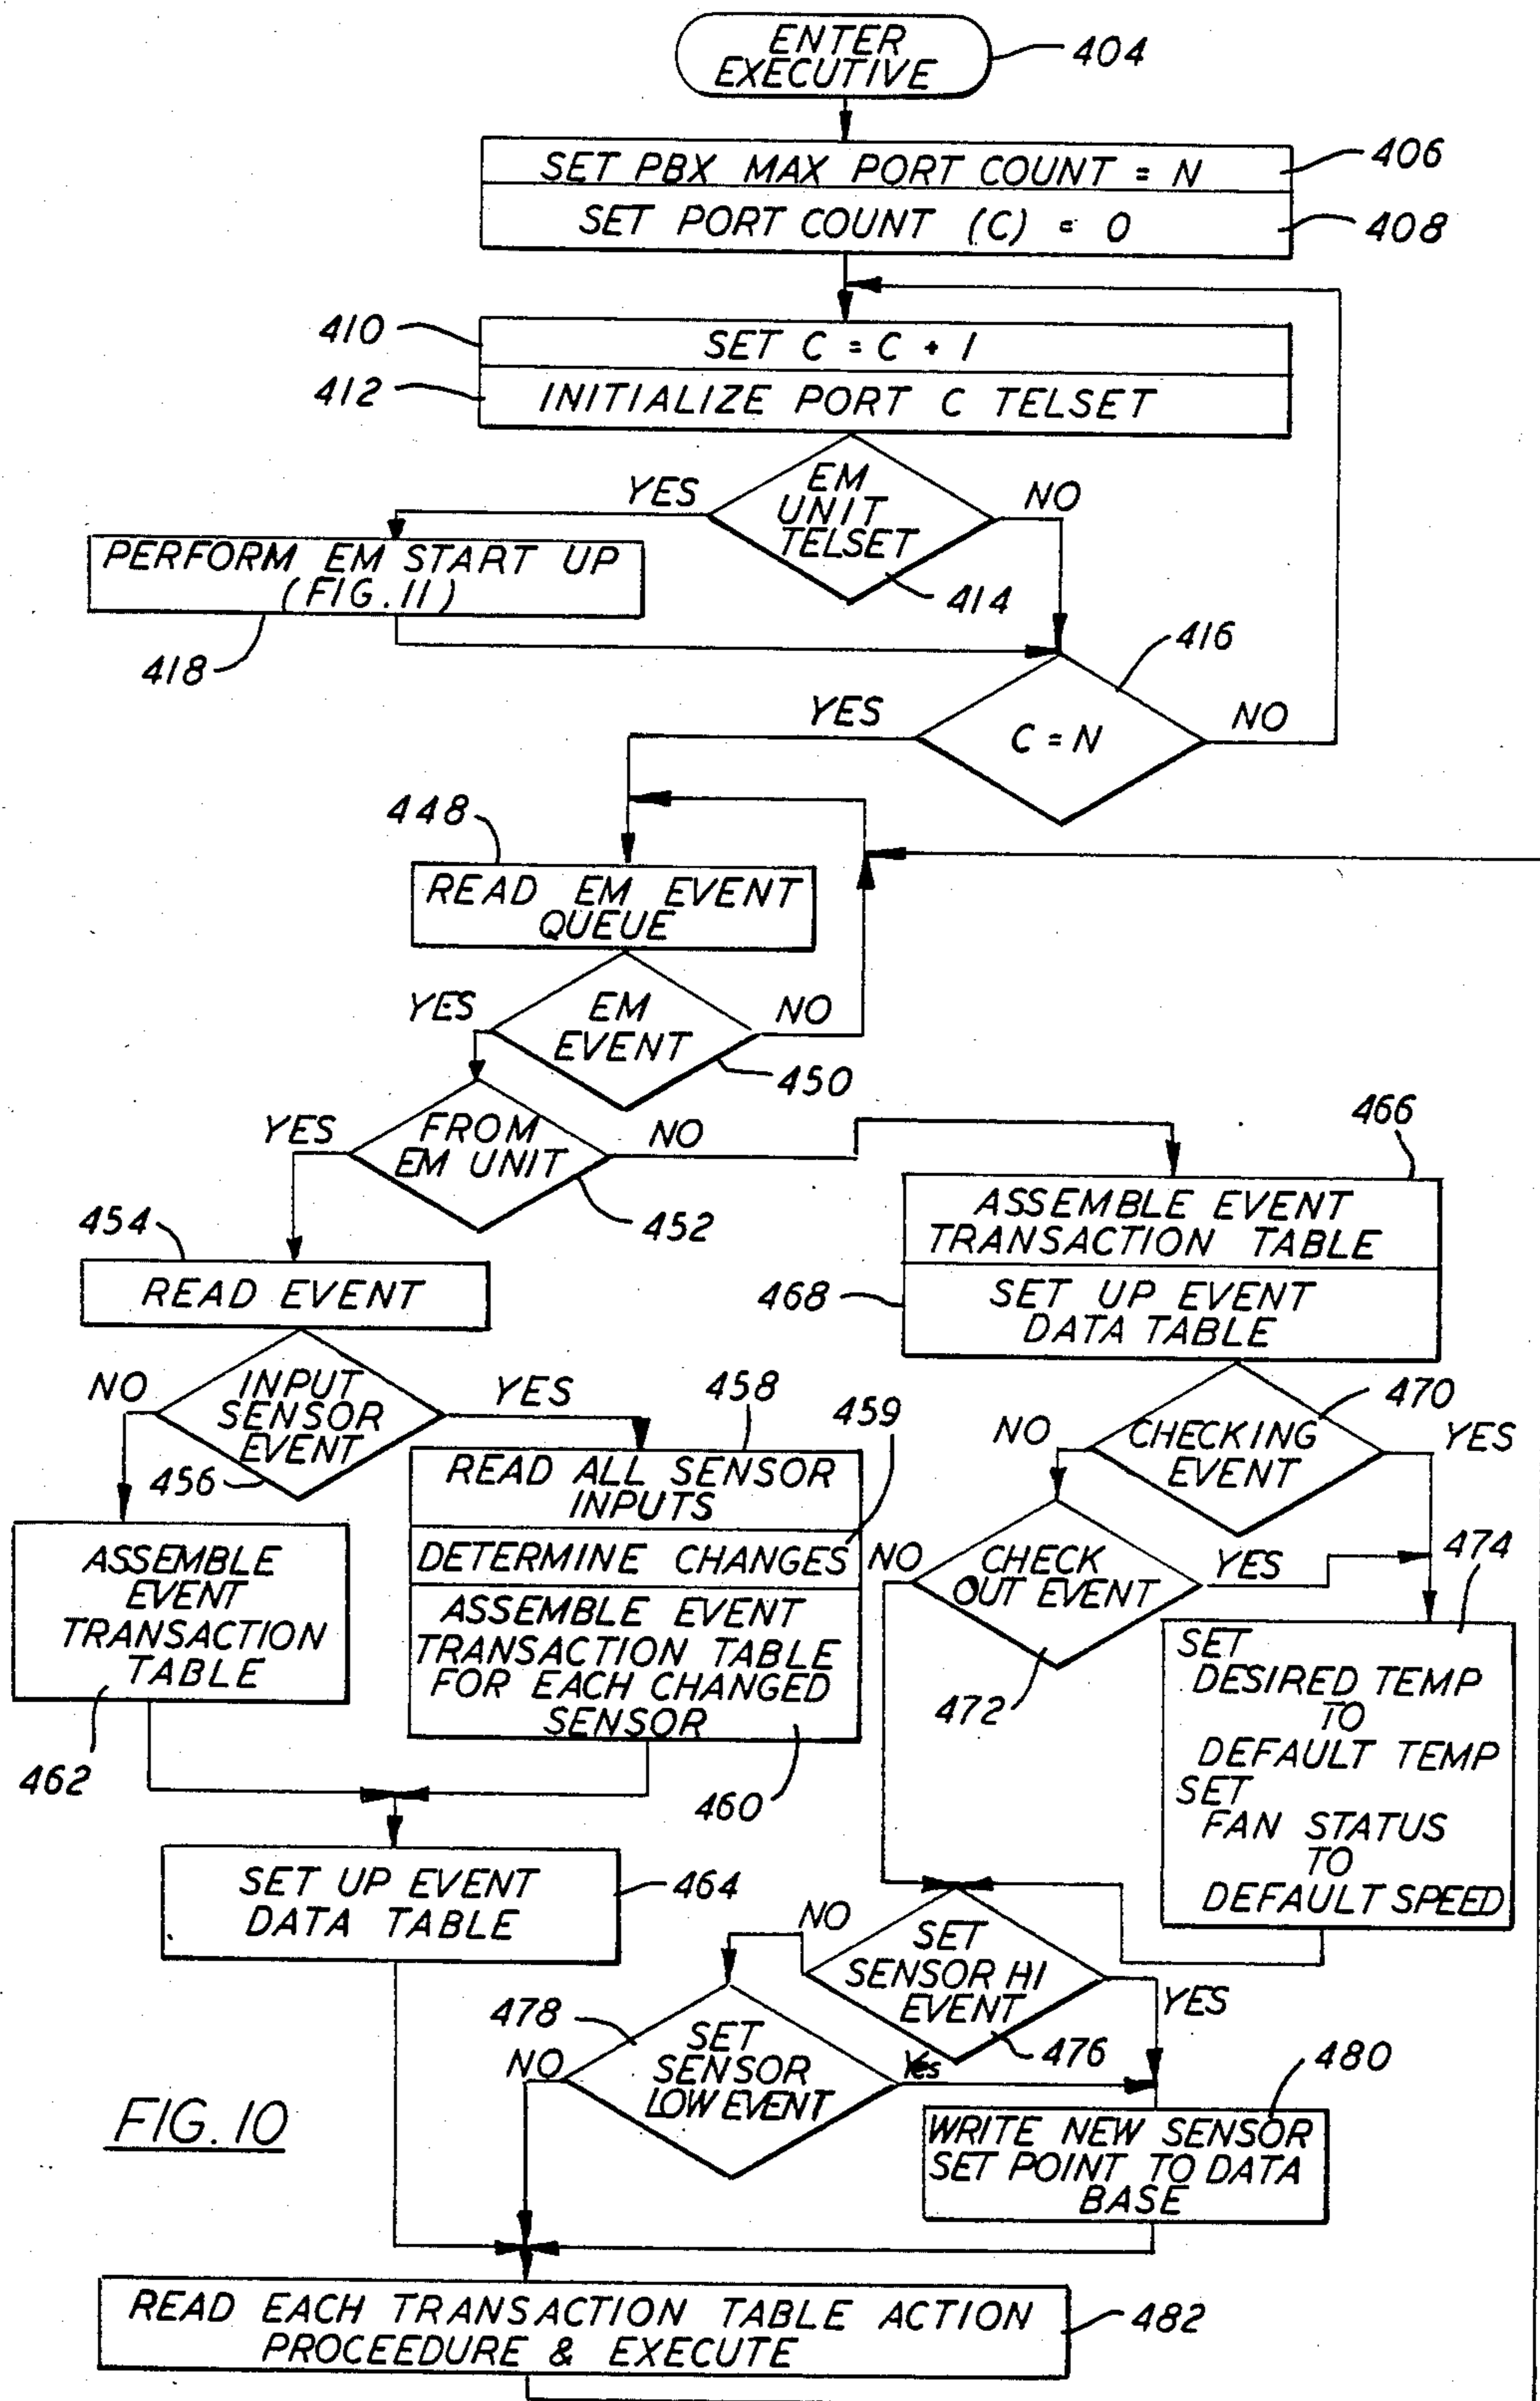 ENTER
EXECUTIVE
404
SET PBX MAX PORT COUNT = N
406
SET PORT COUNT (C) = 0
408
410
SET C = C + 1
412
INITIALIZE PORT C TELSET
YES
EM
UNIT
TELSET
NO
414
PERFORM EM START UP
(FIG. 11)
418
416
YES
C = N
NO
448
READ EM EVENT
QUEUE
YES
EM
EVENT
NO
450
YES
FROM
EM UNIT
NO
452
466
ASSEMBLE EVENT
TRANSACTION TABLE
468
SET UP EVENT
DATA TABLE
454
READ EVENT
NO
INPUT
SENSOR
EVENT
YES
456
458
459
READ ALL SENSOR
INPUTS
DETERMINE CHANGES
ASSEMBLE EVENT
TRANSACTION TABLE
FOR EACH CHANGED
SENSOR
460
ASSEMBLE
EVENT
TRANSACTION
TABLE
462
470
NO
CHECKING
EVENT
YES
NO
CHECK
OUT EVENT
YES
472
474
SET
DESIRED TEMP
TO
DEFAULT TEMP
SET
FAN STATUS
TO
DEFAULT SPEED
SET UP EVENT
DATA TABLE
464
NO
SET
SENSOR HI
EVENT
YES
476
478
NO
SET
SENSOR
LOW EVENT
Yes
480
WRITE NEW SENSOR
SET POINT TO DATA
BASE
FIG. 10
READ EACH TRANSACTION TABLE ACTION
PROCEEDURE & EXECUTE
482